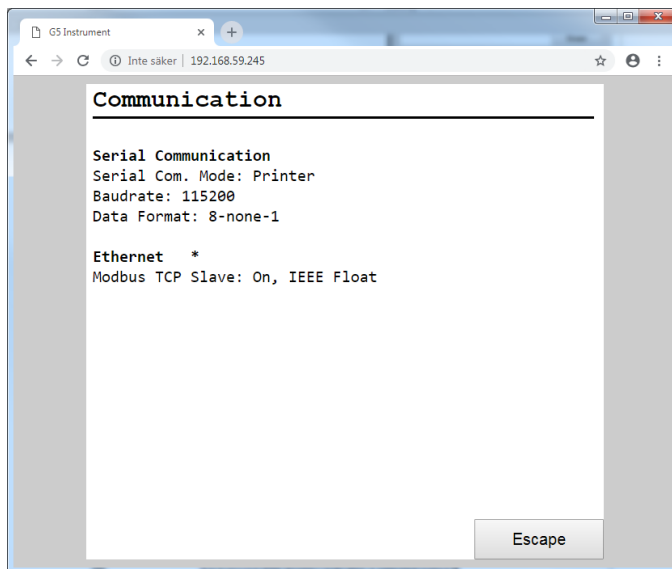 G5 Instrument
Inte säker | 192.168.59.245
Communication
Serial Communication
Serial Com. Mode: Printer
Baudrate: 115200
Data Format: 8-none-1
Ethernet *
Modbus TCP Slave: On, IEEE Float
Escape